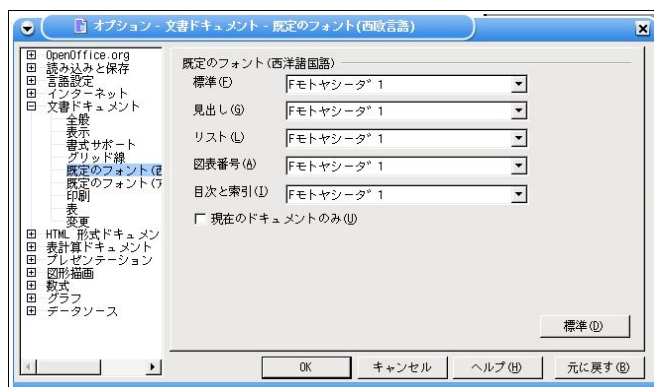 オプション - 文書ドキュメント - 既定のフォント(西欧言語)
OpenOffice.org
読み込みと保存
言語設定
インターネット
文書ドキュメント
全般
表示
書式サポート
グリッド線
既定のフォント(西
既定のフォント(ア
印刷
表
変更
HTML 形式ドキュメン
表計算ドキュメント
プレゼンテーション
図形描画
数式
グラフ
データソース
既定のフォント(西洋諸国語)
標準(F) Fモトヤシーダ 1
見出し(G) Fモトヤシーダ 1
リスト(L) Fモトヤシーダ 1
図表番号(A) Fモトヤシーダ 1
目次と索引(I) Fモトヤシーダ 1
現在のドキュメントのみ(U)
標準(D)
OK キャンセル ヘルプ(H) 元に戻す(B)